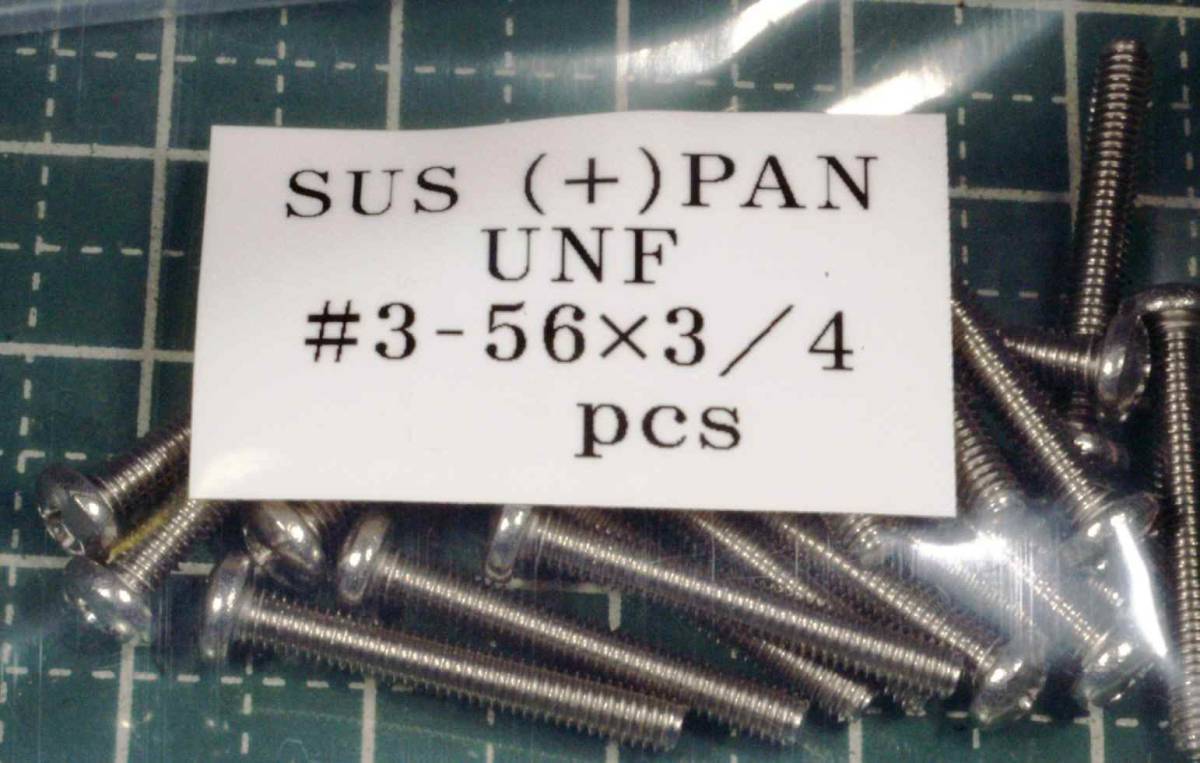 SUS (+)PAN
UNF
#3-56×3/4
pcs